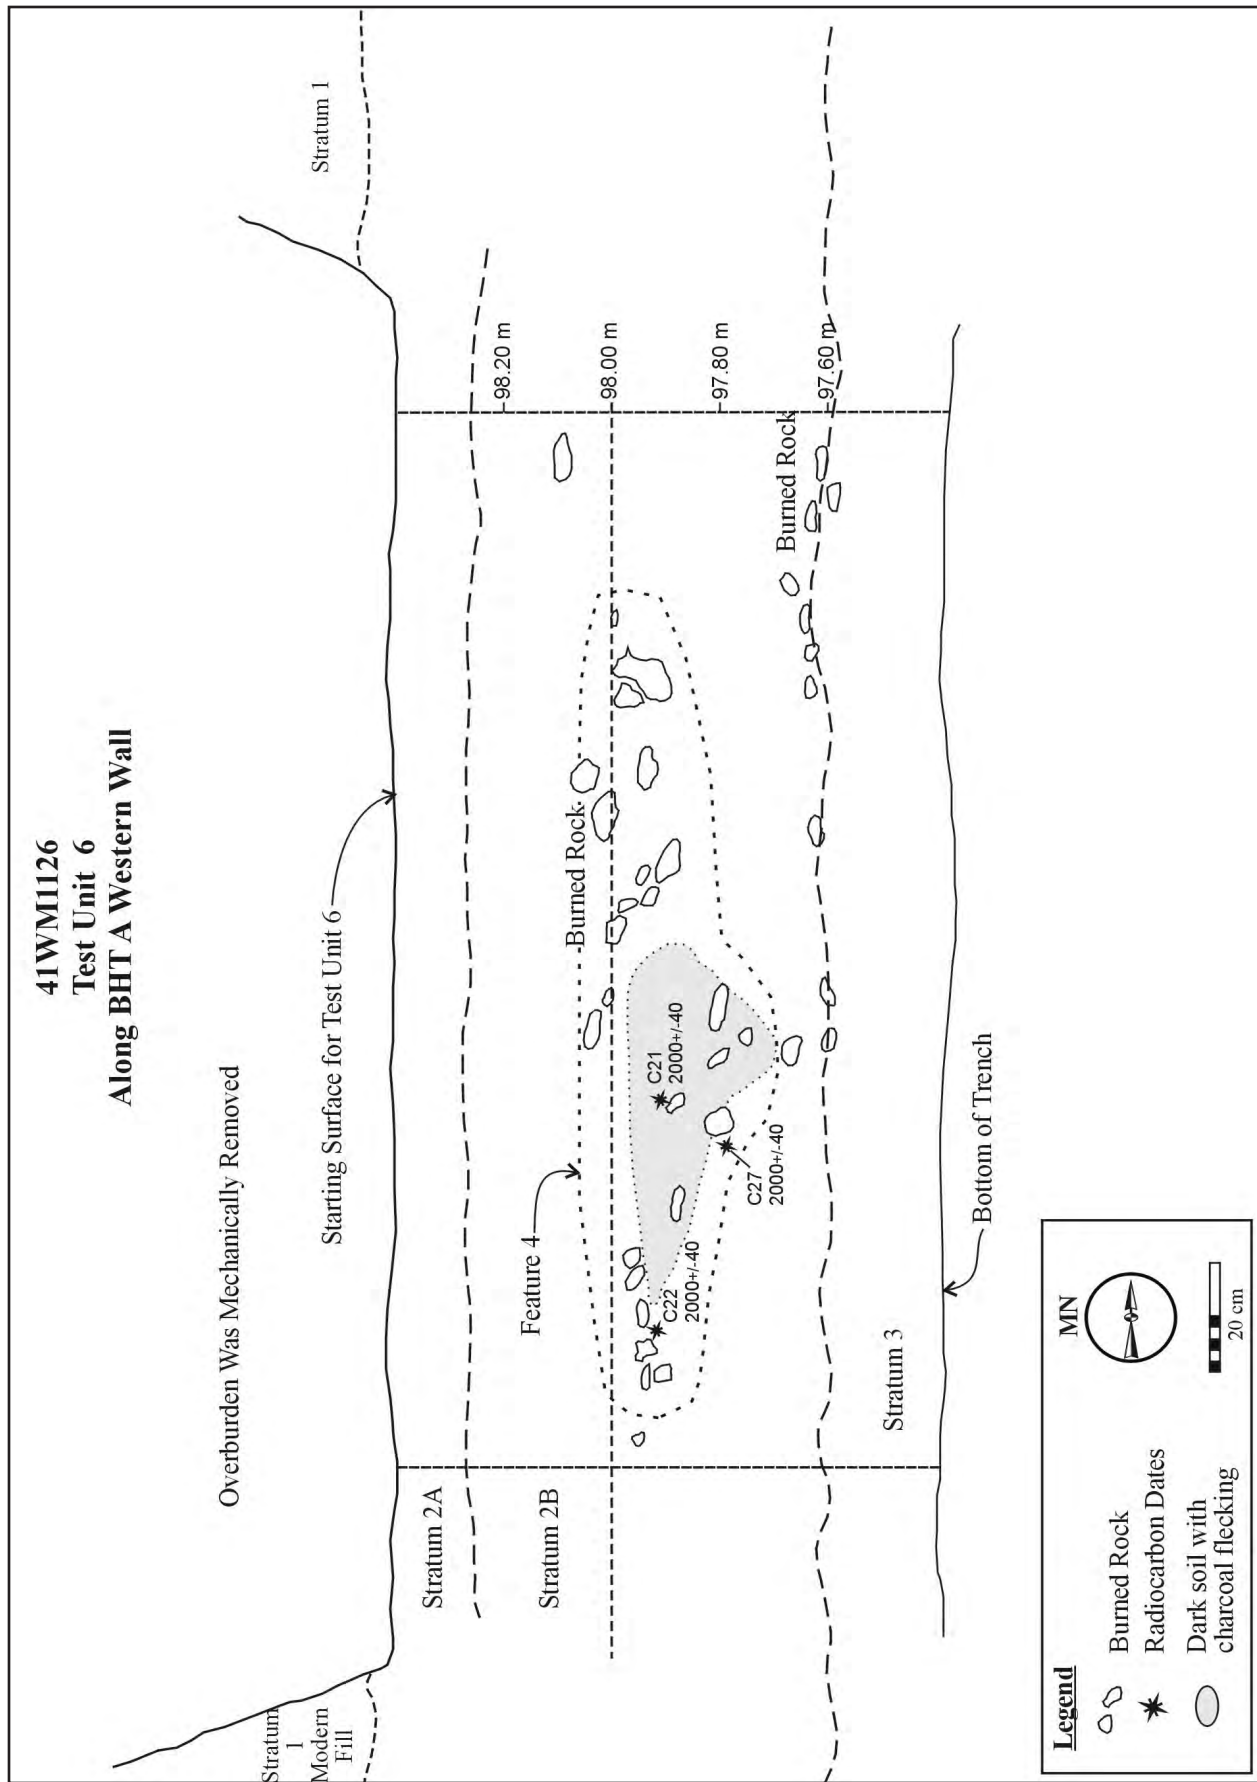 41WM1126
Test Unit 6
Along BHT A Western Wall
Overburden Was Mechanically Removed
Starting Surface for Test Unit 6
Stratum
1
Modern
Fill
Stratum 1
Stratum 2A
Stratum 2B
98.20 m
98.00 m
97.80 m
97.60 m
Feature 4
Burned Rock
C21
2000+/-40
C22
2000+/-40
C27
2000+/-40
Burned Rock
Stratum 3
Bottom of Trench
Legend
Burned Rock
Radiocarbon Dates
Dark soil with
charcoal flecking
MN
20 cm